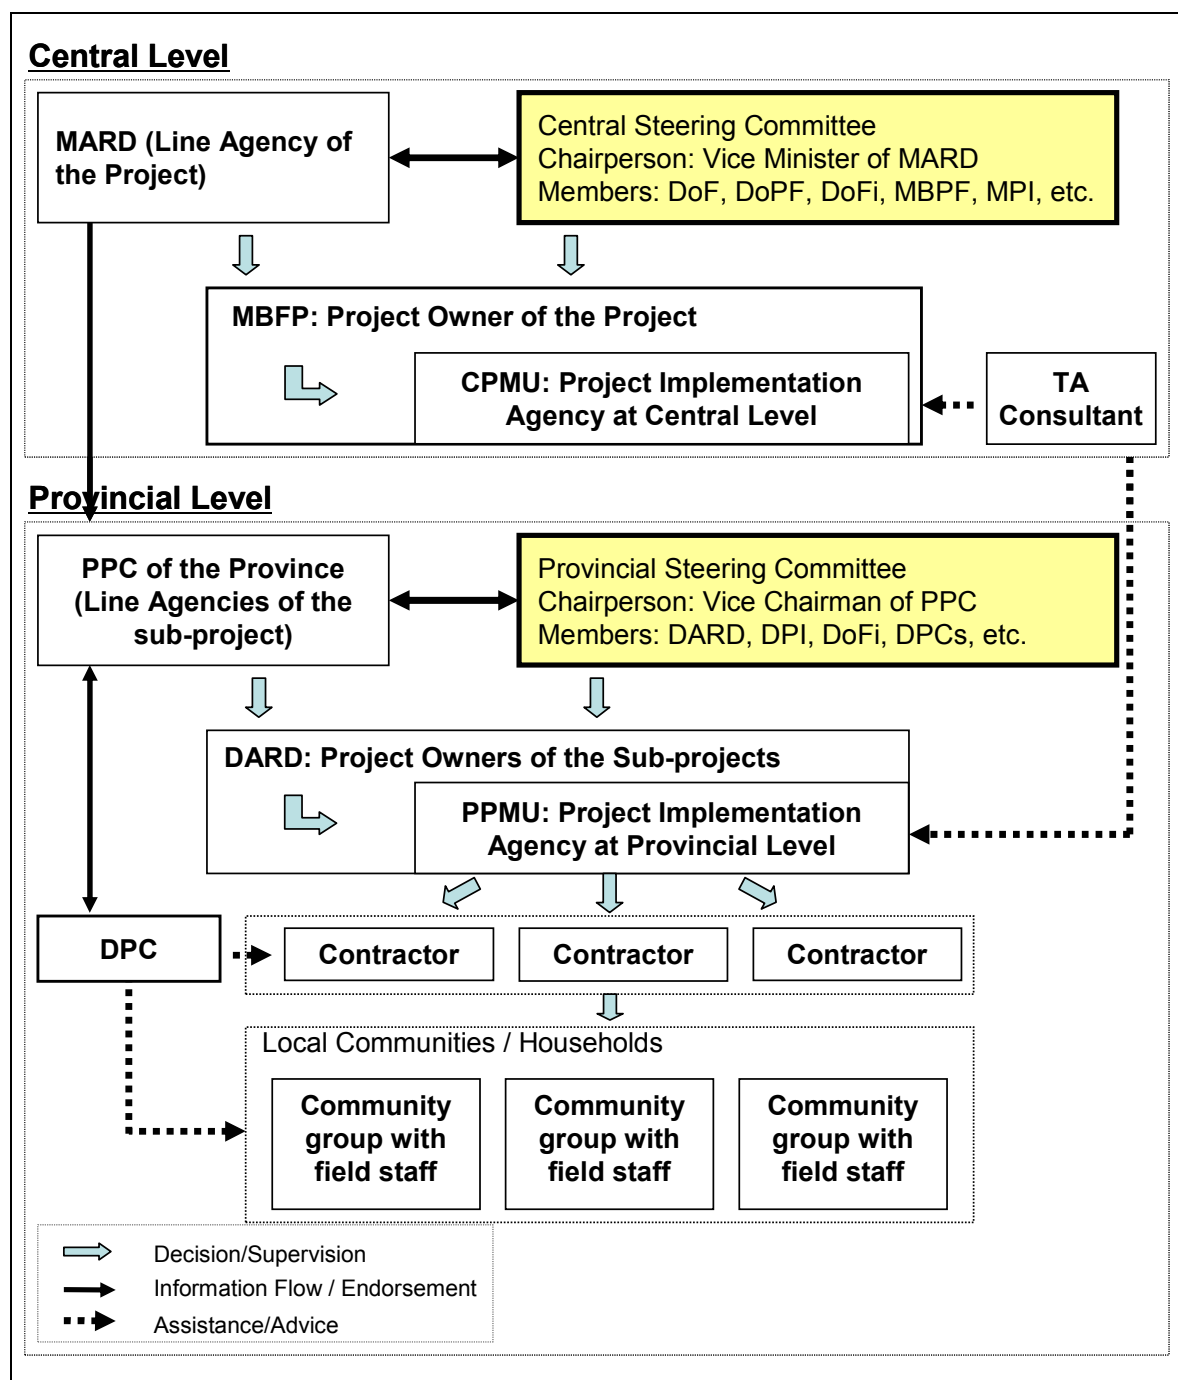 Central Level
MARD (Line Agency of
the Project)
Central Steering Committee
Chairperson: Vice Minister of MARD
Members: DoF, DoPF, DoFi, MBPF, MPI, etc.
MBFP: Project Owner of the Project
CPMU: Project Implementation
Agency at Central Level
TA
Consultant
Provincial Level
PPC of the Province
(Line Agencies of the
sub-project)
Provincial Steering Committee
Chairperson: Vice Chairman of PPC
Members: DARD, DPI, DoFi, DPCs, etc.
DARD: Project Owners of the Sub-projects
PPMU: Project Implementation
Agency at Provincial Level
DPC
Contractor
Contractor
Contractor
Local Communities / Households
Community
group with
field staff
Community
group with
field staff
Community
group with
field staff
Decision/Supervision
Information Flow / Endorsement
Assistance/Advice